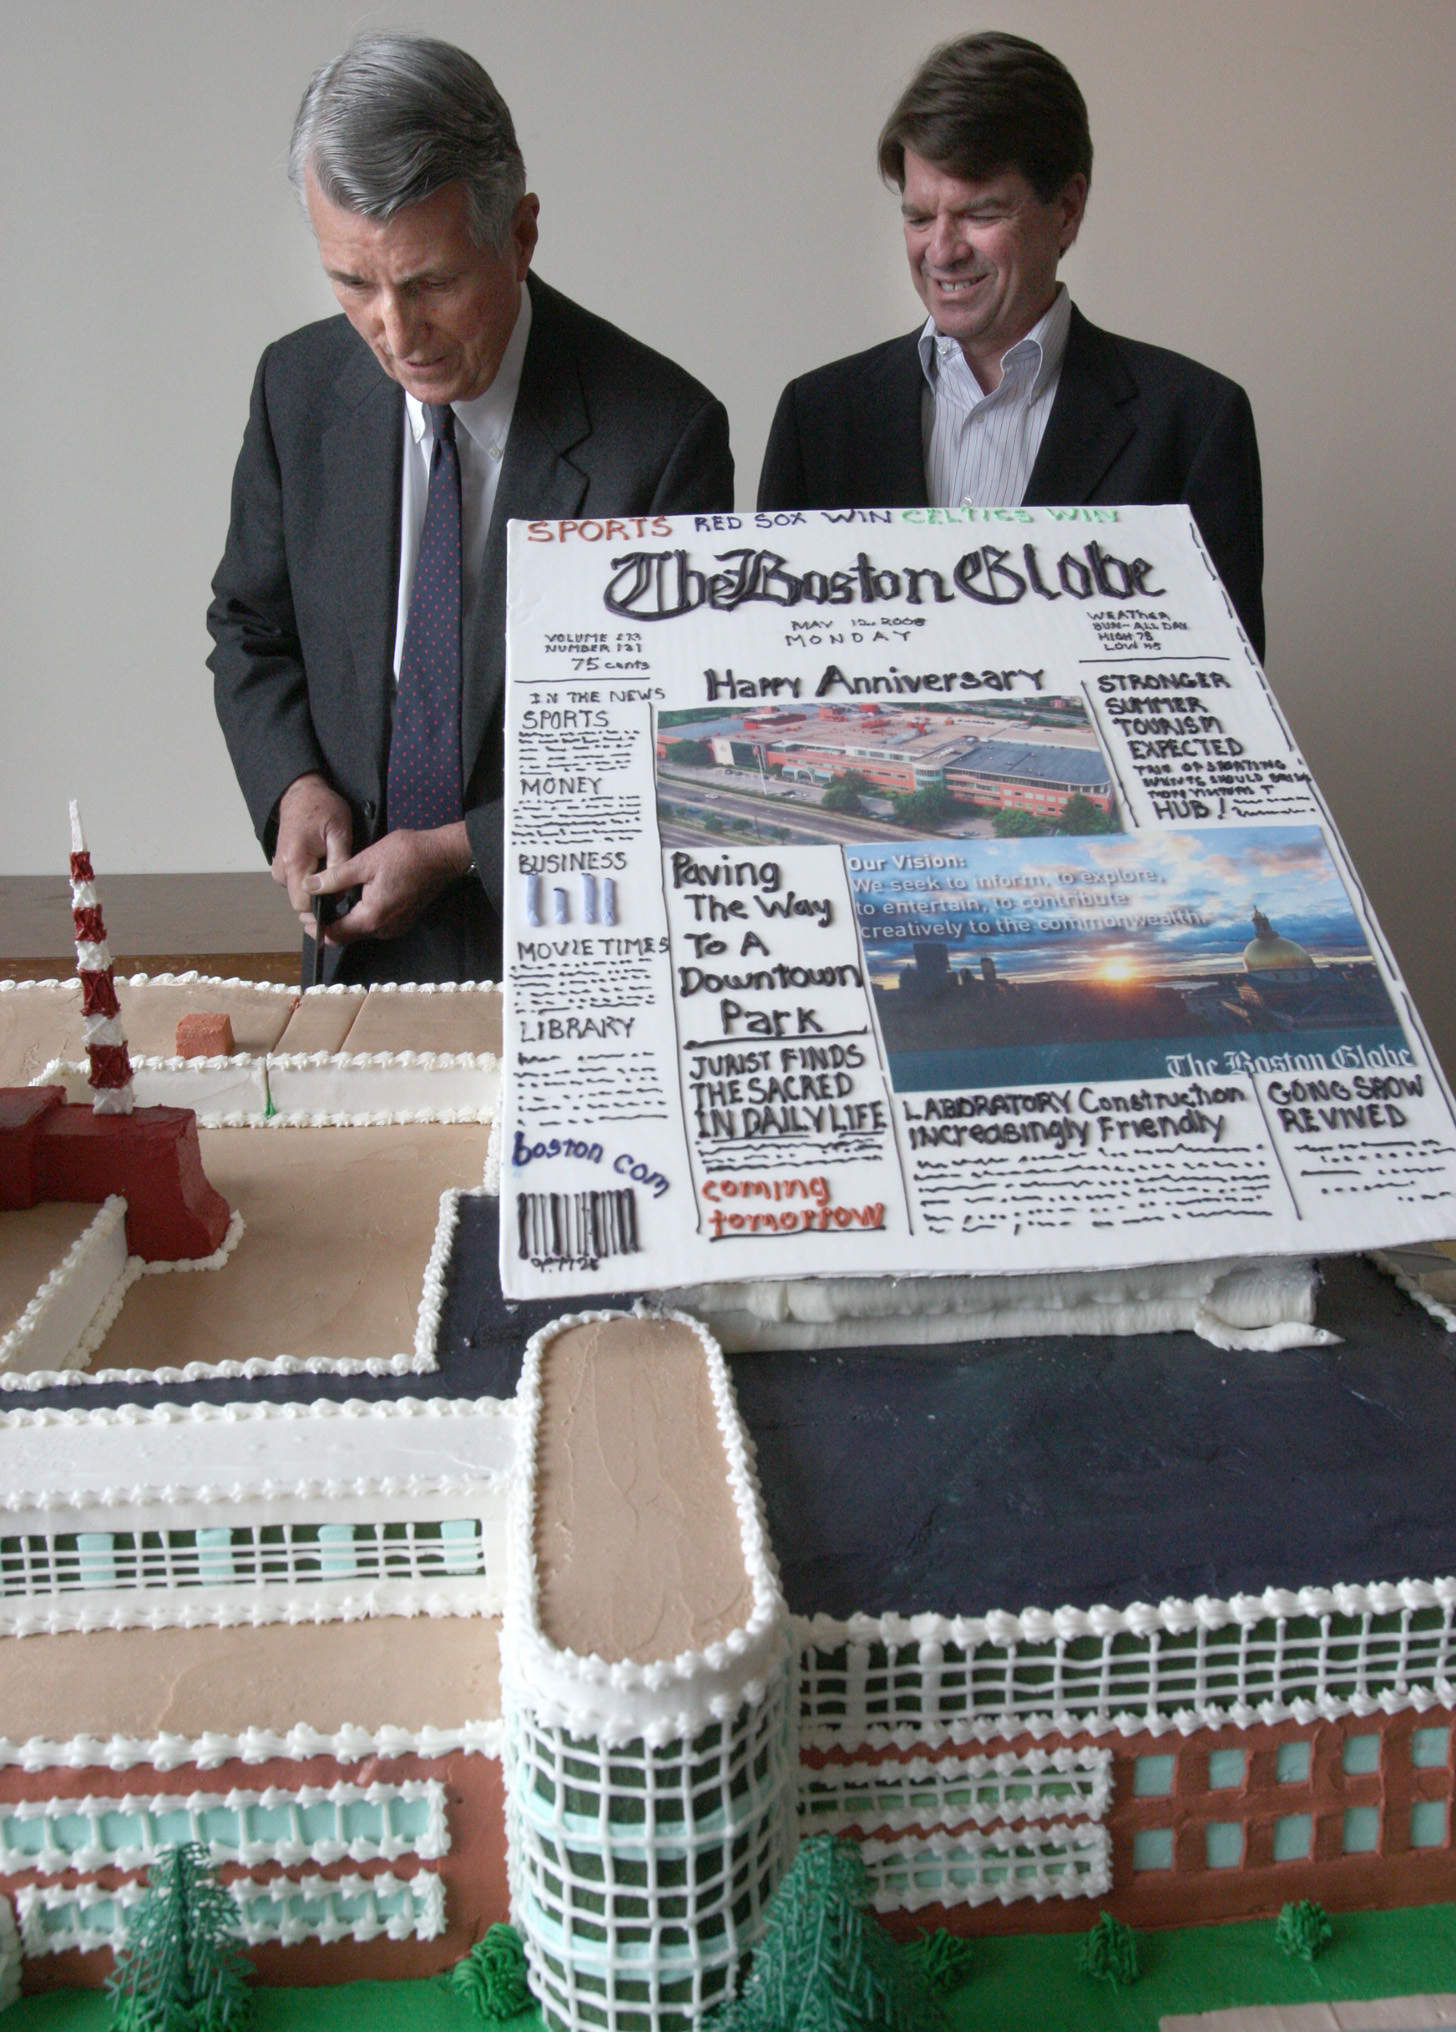 SPORTS RED SOX WIN CELTICS WIN
The Boston Globe
MAY 12, 2008
MONDAY
VOLUME 273
NUMBER 131
75 cents
WEATHER
SUN-ALL DAY
HIGH 75
LOW 45
Happy Anniversary
IN THE NEWS
SPORTS
MONEY
BUSINESS
MOVIE TIMES
LIBRARY
boston com
STRONGER
SUMMER
TOURISM
EXPECTED
HUB!
Paving
The Way
To A
Downtown
Park
JURIST FINDS
THE SACRED
IN DAILY LIFE
coming
tomorrow
Our Vision:
We seek to inform, to explore,
to entertain, to contribute
creatively to the commonwealth.
The Boston Globe
LABORATORY Construction
INcreasingly Friendly
GONG SHOW
REVIVED